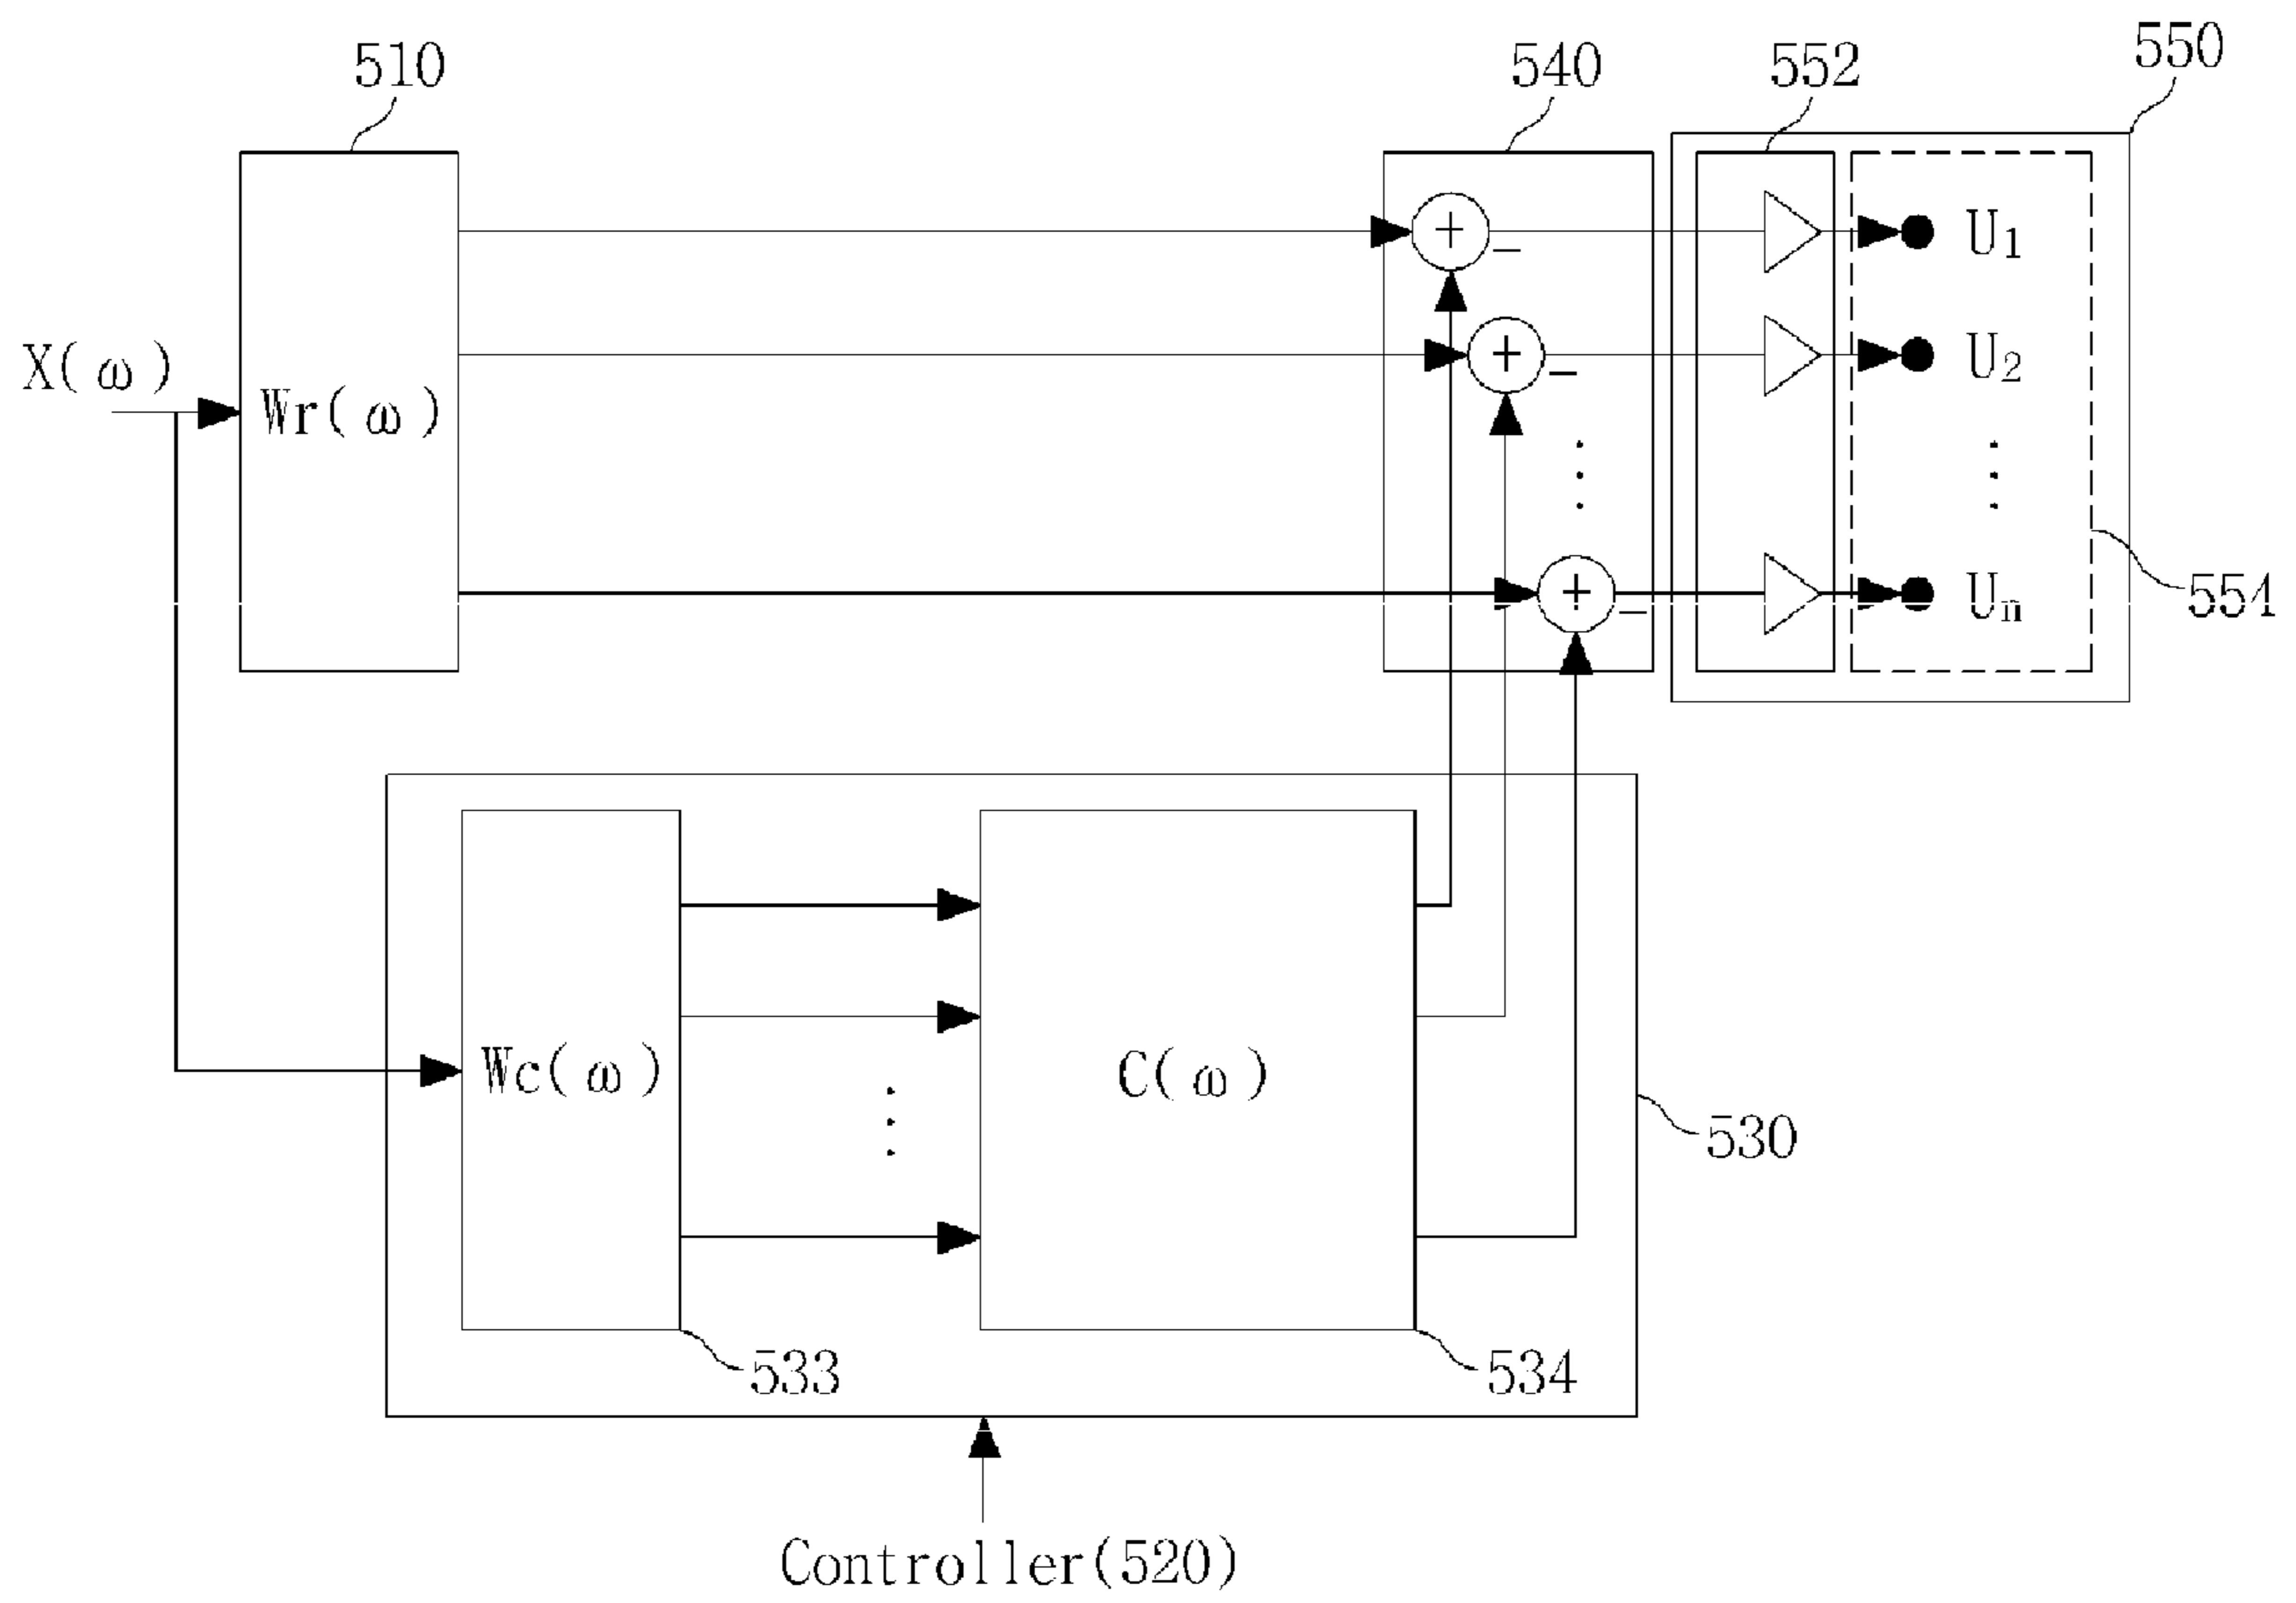 510
540
552
550
X(ω)
Wr(ω)
+
−
U1
+
−
U2
+
−
Un
554
Wc(ω)
C(ω)
530
533
534
Controller(520)